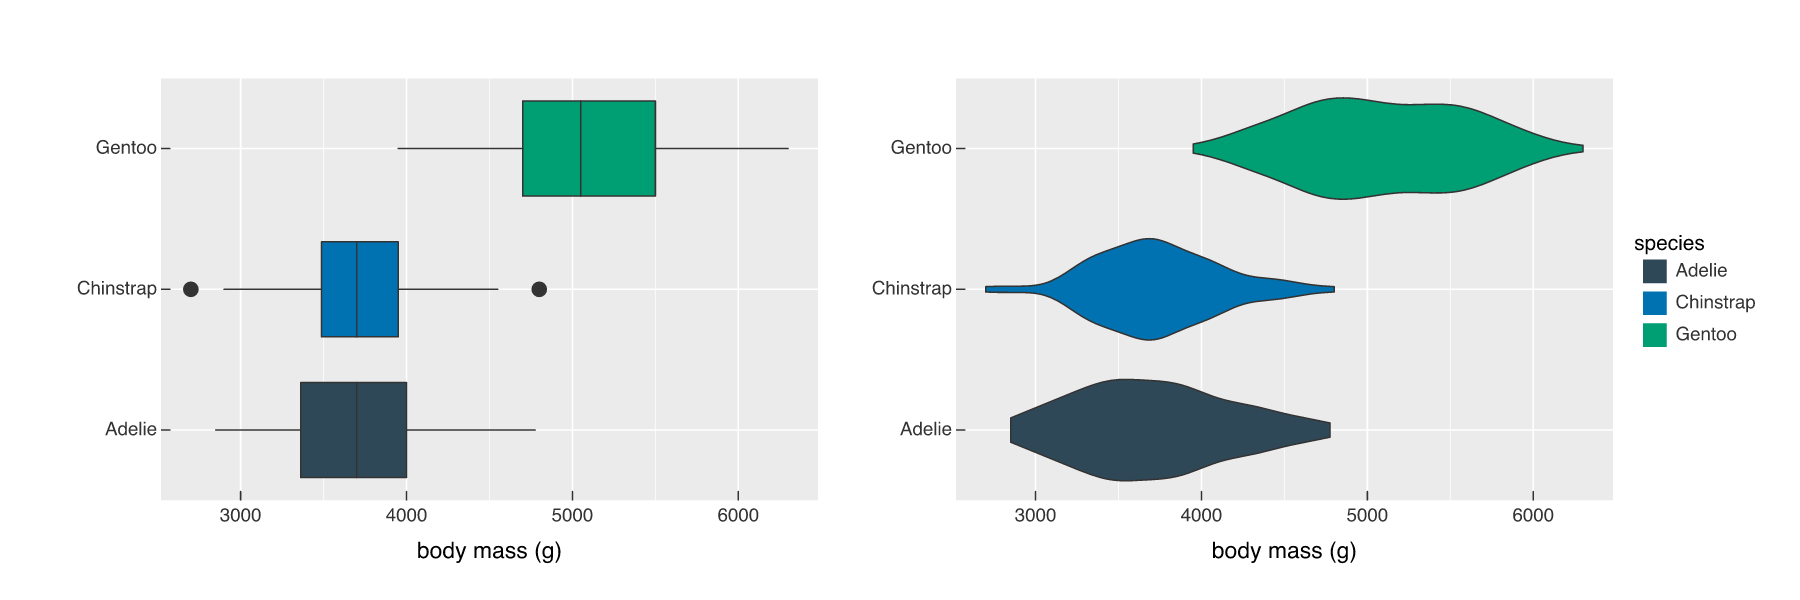 Gentoo
Chinstrap
Adelie
3000 4000 5000 6000
body mass (g)
Gentoo
Chinstrap
Adelie
3000 4000 5000 6000
body mass (g)
species
Adelie
Chinstrap
Gentoo